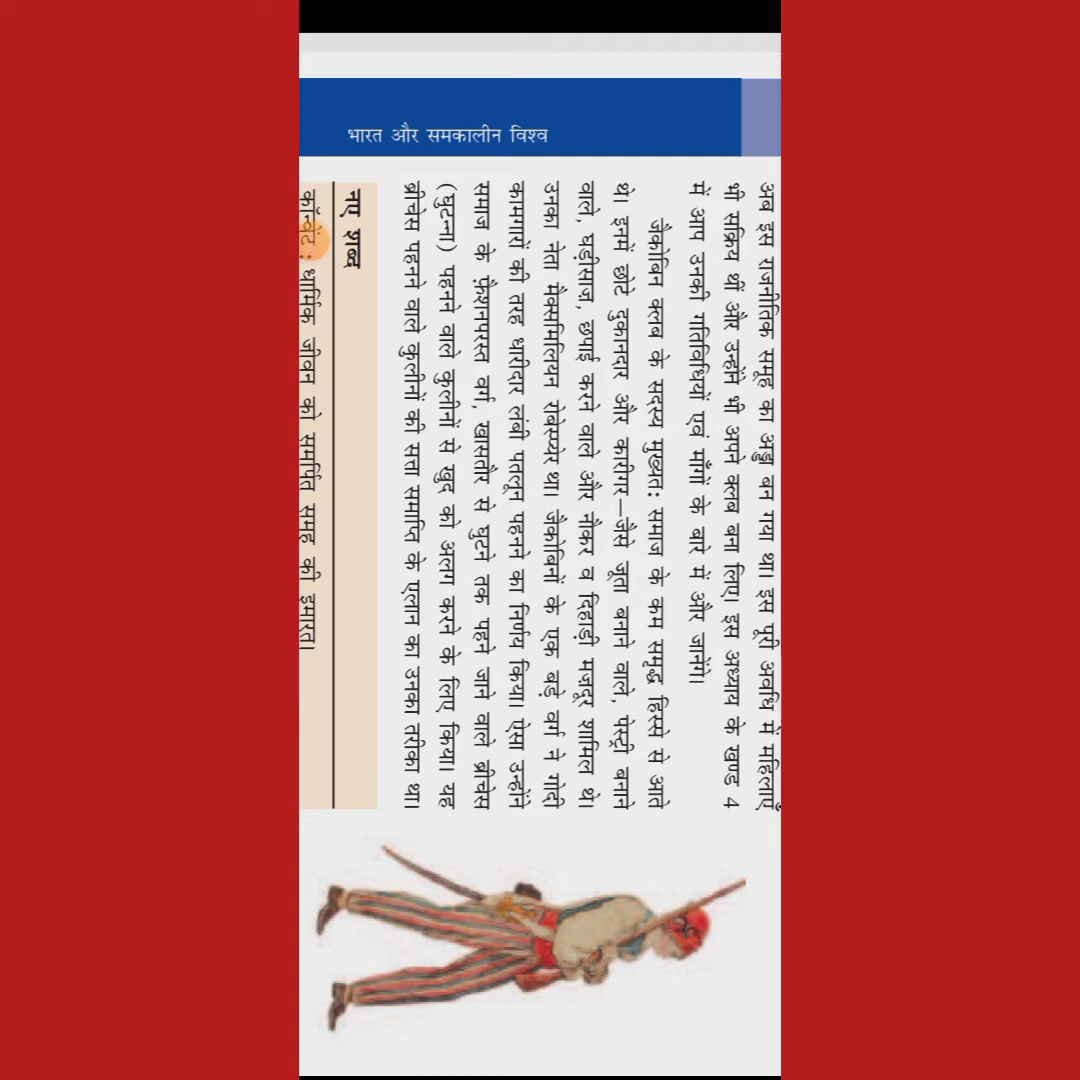 भारत और समकालीन विश्व
अब इस राजनीतिक समूह का अड्डा बन गया था। इस पूरी अवधि में महिलाएँ
भी सक्रिय थीं और उन्होंने भी अपने क्लब बना लिए। इस अध्याय के खण्ड 4
में आप उनकी गतिविधियों एवं माँगों के बारे में और जानेंगे।
जैकोबिन क्लब के सदस्य मुख्यतः समाज के कम समृद्ध हिस्से से आते
थे। इनमें छोटे दुकानदार और कारीगर—जैसे जूता बनाने वाले, पेस्ट्री बनाने
वाले, घड़ीसाज, छपाई करने वाले और नौकर व दिहाड़ी मजदूर शामिल थे।
उनका नेता मैक्समिलियन रोबेस्प्येर था। जैकोबिनों के एक बड़े वर्ग ने गोदी
कामगारों की तरह धारीदार लंबी पतलून पहनने का निर्णय किया। ऐसा उन्होंने
समाज के फ़ैशनपरस्त वर्ग, खासतौर से घुटने तक पहने जाने वाले ब्रीचेस
(घुटन्ना) पहनने वाले कुलीनों से खुद को अलग करने के लिए किया। यह
ब्रीचेस पहनने वाले कुलीनों की सत्ता समाप्ति के एलान का उनका तरीका था।
नए शब्द
कॉन्वेंट : धार्मिक जीवन को समर्पित समूह की इमारत।